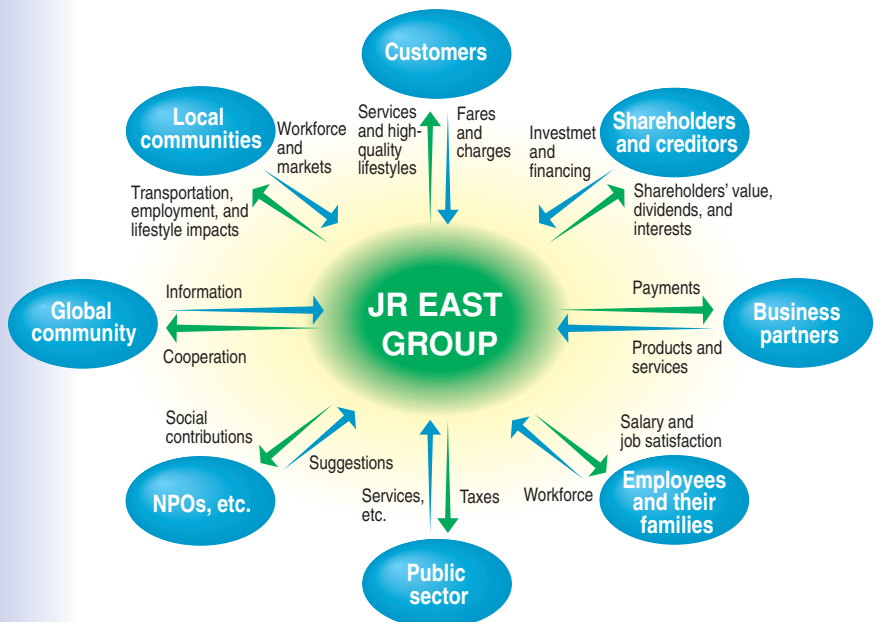 Customers
Local
communities
Workforce
and
markets
Services
and high-
quality
lifestyles
Fares
and
charges
Investmet
and
financing
Shareholders
and creditors
Transportation,
employment, and
lifestyle impacts
Shareholders' value,
dividends, and
interests
Global
community
Information
Cooperation
JR EAST
GROUP
Payments
Products and
services
Business
partners
Social
contributions
Suggestions
NPOs, etc.
Services,
etc.
Taxes
Public
sector
Workforce
Salary and
job satisfaction
Employees
and their
families